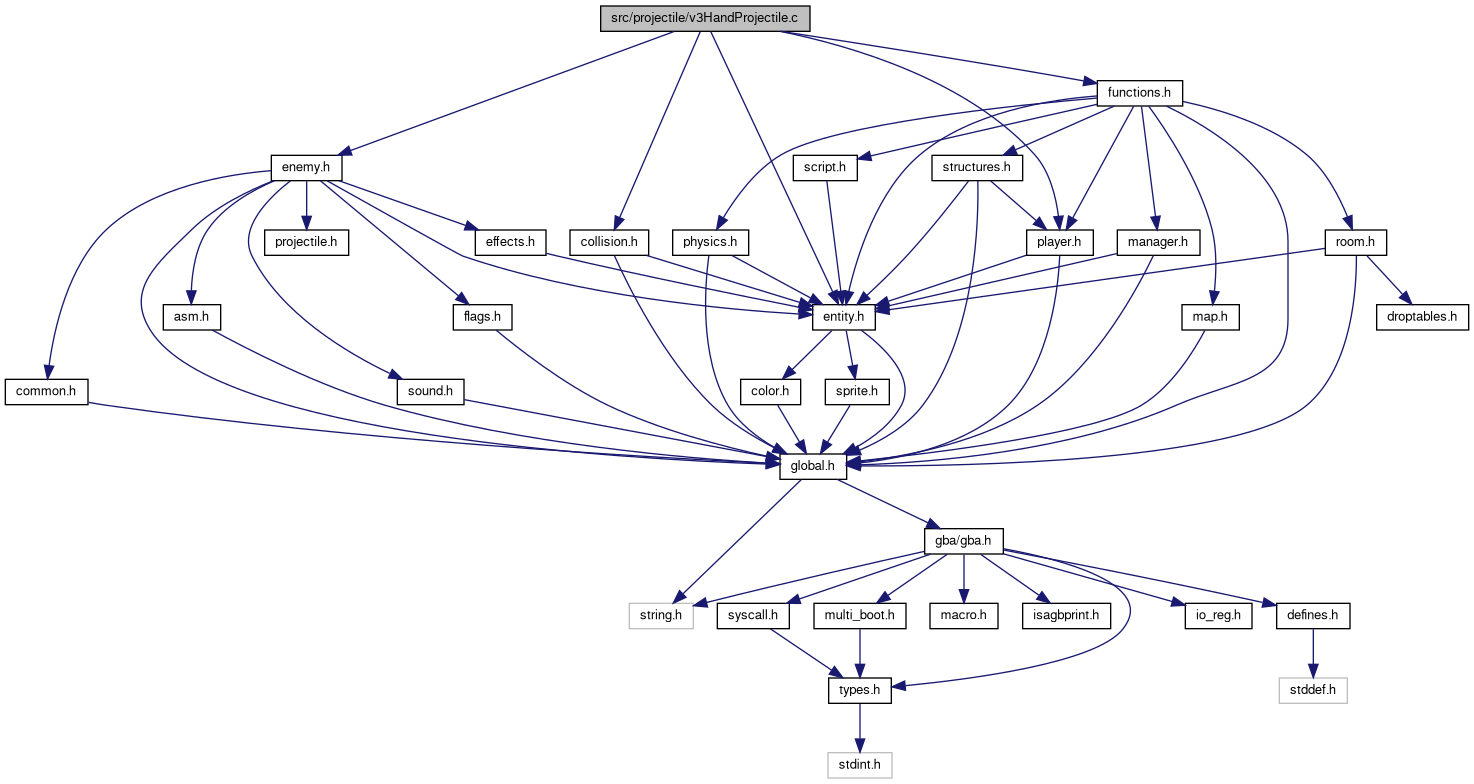 src/projectile/v3HandProjectile.c
functions.h
enemy.h
script.h
structures.h
projectile.h
effects.h
collision.h
physics.h
player.h
manager.h
room.h
asm.h
flags.h
entity.h
map.h
droptables.h
common.h
sound.h
color.h
sprite.h
global.h
gba/gba.h
string.h
syscall.h
multi_boot.h
macro.h
isagbprint.h
io_reg.h
defines.h
types.h
stddef.h
stdint.h